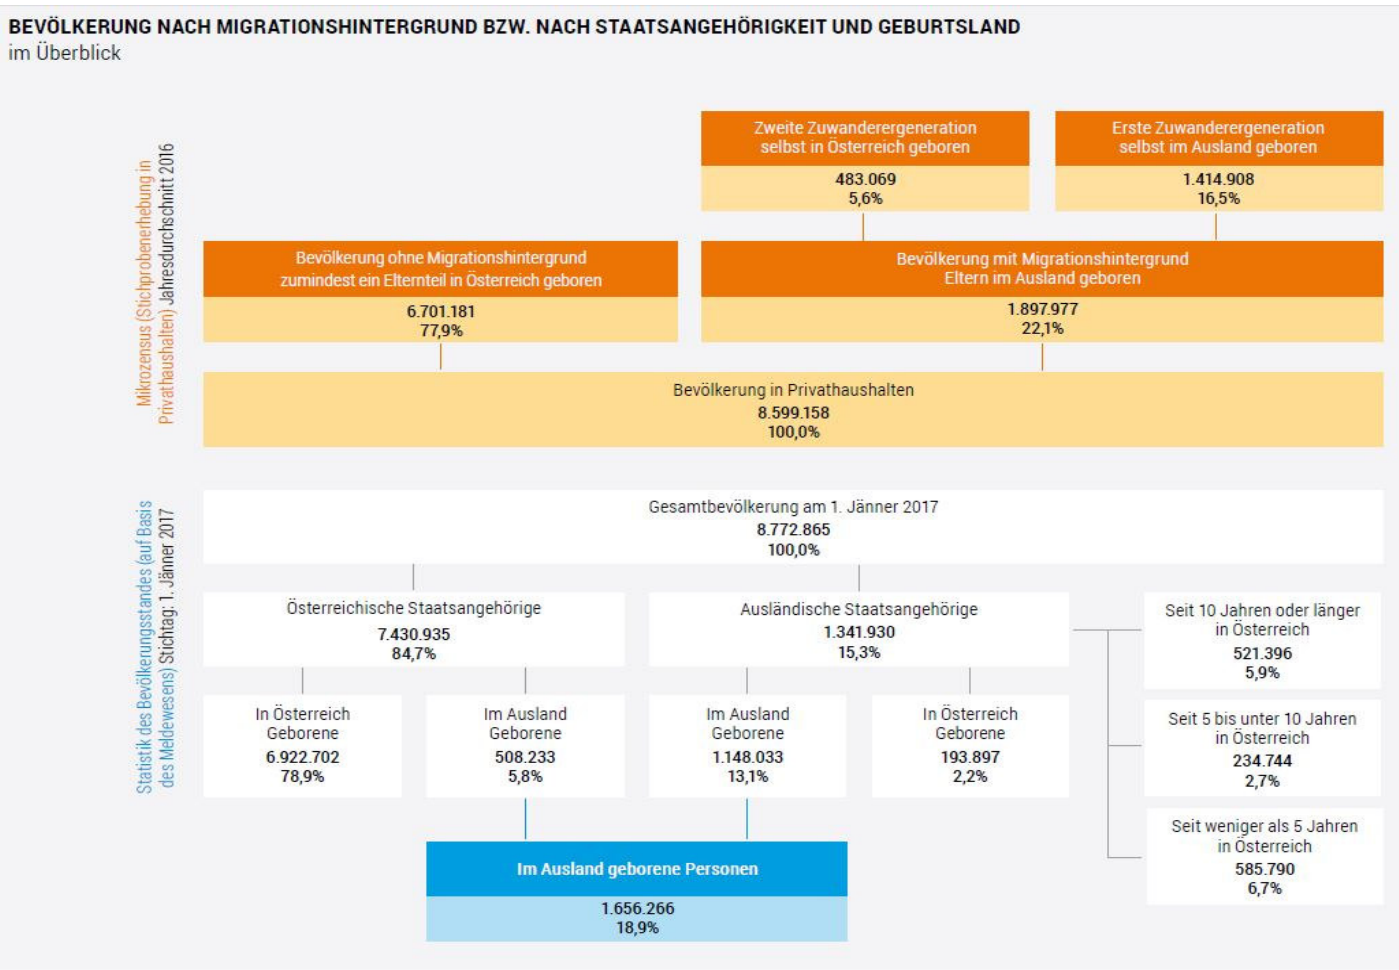 BEVÖLKERUNG NACH MIGRATIONSHINTERGRUND BZW. NACH STAATSANGEHÖRIGKEIT UND GEBURTSLAND
im Überblick
Mikrozensus (Stichprobenerhebung in
Privathaushalten) Jahresdurchschnitt 2016
Zweite Zuwanderergeneration
selbst in Österreich geboren
483.069
5,6%
Erste Zuwanderergeneration
selbst im Ausland geboren
1.414.908
16,5%
Bevölkerung ohne Migrationshintergrund
zumindest ein Elternteil in Österreich geboren
6.701.181
77,9%
Bevölkerung mit Migrationshintergrund
Eltern im Ausland geboren
1.897.977
22,1%
Bevölkerung in Privathaushalten
8.599.158
100,0%
Statistik des Bevölkerungsstandes (auf Basis
des Meldewesens) Stichtag: 1. Jänner 2017
Gesamtbevölkerung am 1. Jänner 2017
8.772.865
100,0%
Österreichische Staatsangehörige
7.430.935
84,7%
Ausländische Staatsangehörige
1.341.930
15,3%
Seit 10 Jahren oder länger
in Österreich
521.396
5,9%
In Österreich
Geborene
6.922.702
78,9%
Im Ausland
Geborene
508.233
5,8%
Im Ausland
Geborene
1.148.033
13,1%
In Österreich
Geborene
193.897
2,2%
Seit 5 bis unter 10 Jahren
in Österreich
234.744
2,7%
Seit weniger als 5 Jahren
in Österreich
585.790
6,7%
Im Ausland geborene Personen
1.656.266
18,9%